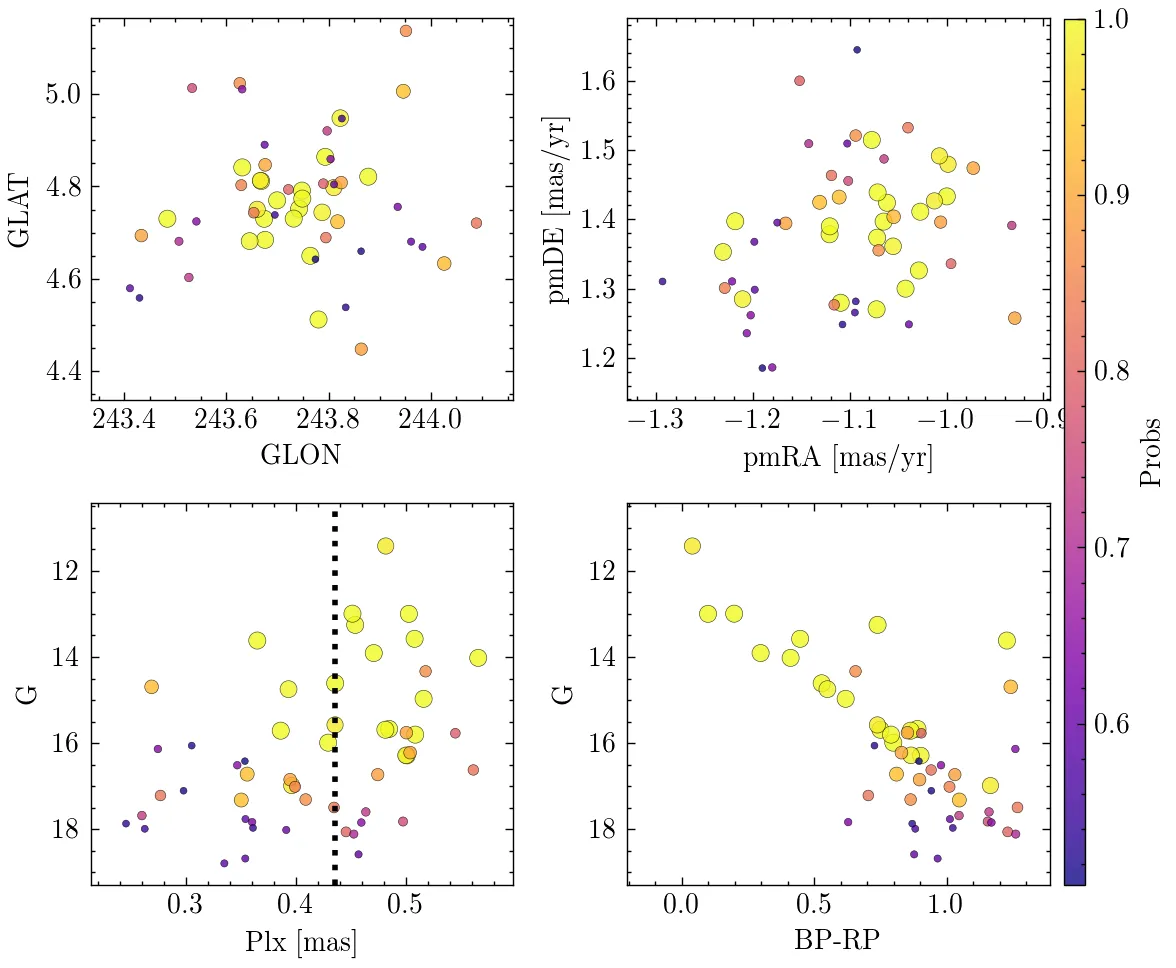 5.0
4.8
4.6
4.4
GLAT
243.4 243.6 243.8 244.0
GLON
1.6
1.5
1.4
1.3
1.2
pmDE [mas/yr]
−1.3 −1.2 −1.1 −1.0 −0.9
pmRA [mas/yr]
1.0
0.9
0.8
0.7
0.6
Probs
12
14
16
18
G
0.3 0.4 0.5
Plx [mas]
12
14
16
18
G
0.0 0.5 1.0
BP-RP